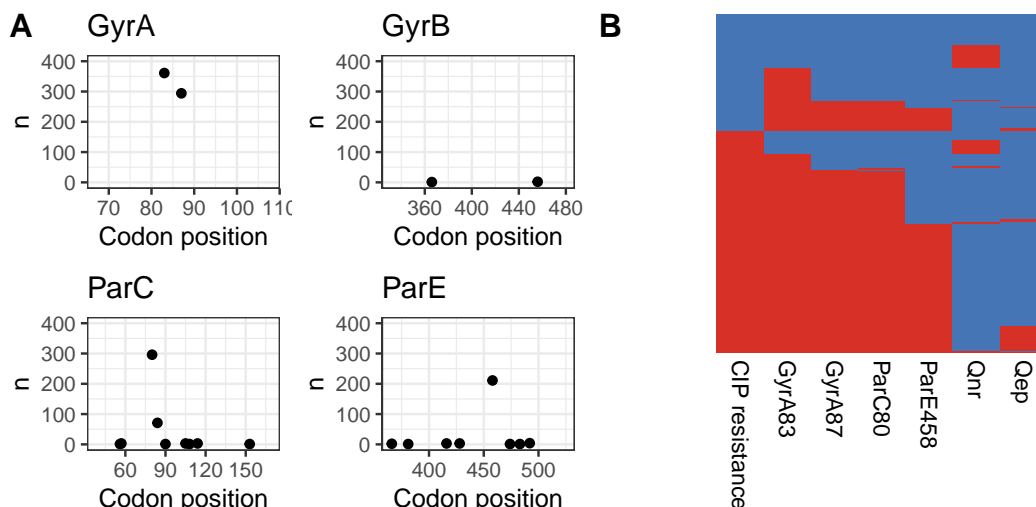 A
GyrA
GyrB
B
n
400
300
200
100
0
70 80 90 100 110
Codon position
n
400
300
200
100
0
360 400 440 480
Codon position
ParC
ParE
n
400
300
200
100
0
60 90 120 150
Codon position
n
400
300
200
100
0
400 450 500
Codon position
CIP resistance
GyrA83
GyrA87
ParC80
ParE458
Qnr
Qep